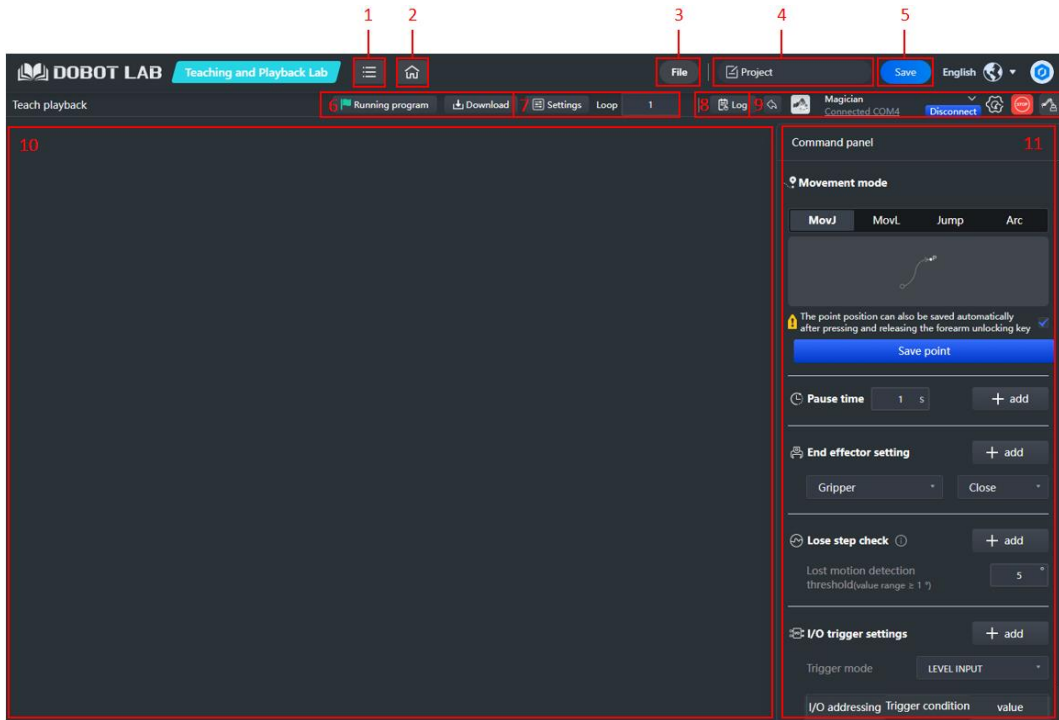 1 2 3 4 5
DOBOT LAB Teaching and Playback Lab File Project Save English
Teach playback 6 Running program Download 7 Settings Loop 1 8 Log 9 Magician
Connected COM4 Disconnect STOP
10 Command panel 11
Movement mode
MovJ MovL Jump Arc
P
The point position can also be saved automatically
after pressing and releasing the forearm unlocking key
Save point
Pause time 1 s + add
End effector setting + add
Gripper Close
Lose step check + add
Lost motion detection
threshold(value range ≥ 1 °) 5 °
I/O trigger settings + add
Trigger mode LEVEL INPUT
I/O addressing Trigger condition value